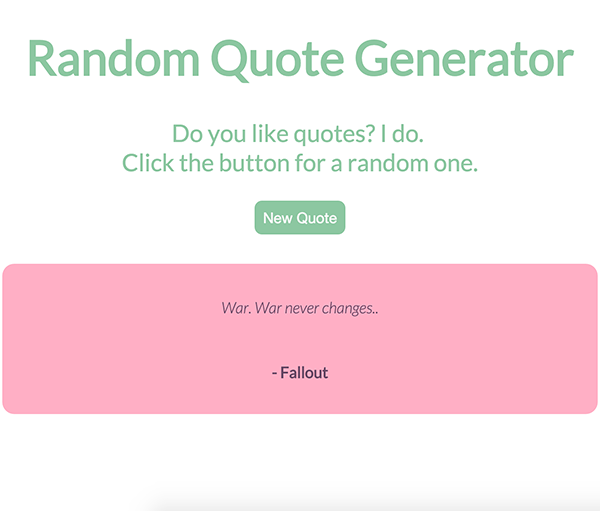 Random Quote Generator
Do you like quotes? I do.
Click the button for a random one.
New Quote
War. War never changes..
- Fallout